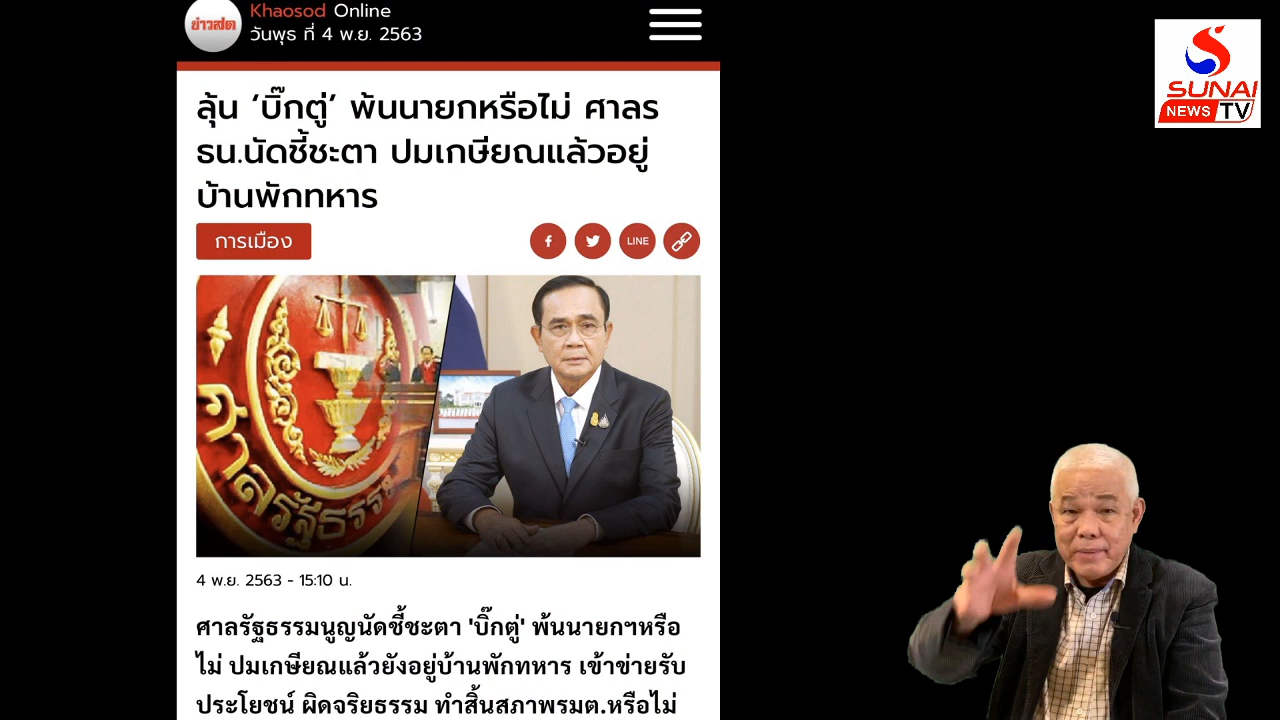 ข่าวสด
Khaosod Online
วันพุธ ที่ 4 พ.ย. 2563
SUNAI
NEWS TV
ลุ้น ‘บิ๊กตู่’ พ้นนายกหรือไม่ ศาลร
ธน.นัดชี้ชะตา ปมเกษียณแล้วอยู่
บ้านพักทหาร
การเมือง
LINE
4 พ.ย. 2563 - 15:10 น.
ศาลรัฐธรรมนูญนัดชี้ชะตา 'บิ๊กตู่' พ้นนายกฯหรือ
ไม่ ปมเกษียณแล้วยังอยู่บ้านพักทหาร เข้าข่ายรับ
ประโยชน์ ผิดจริยธรรม ทำสิ้นสภาพรมต.หรือไม่